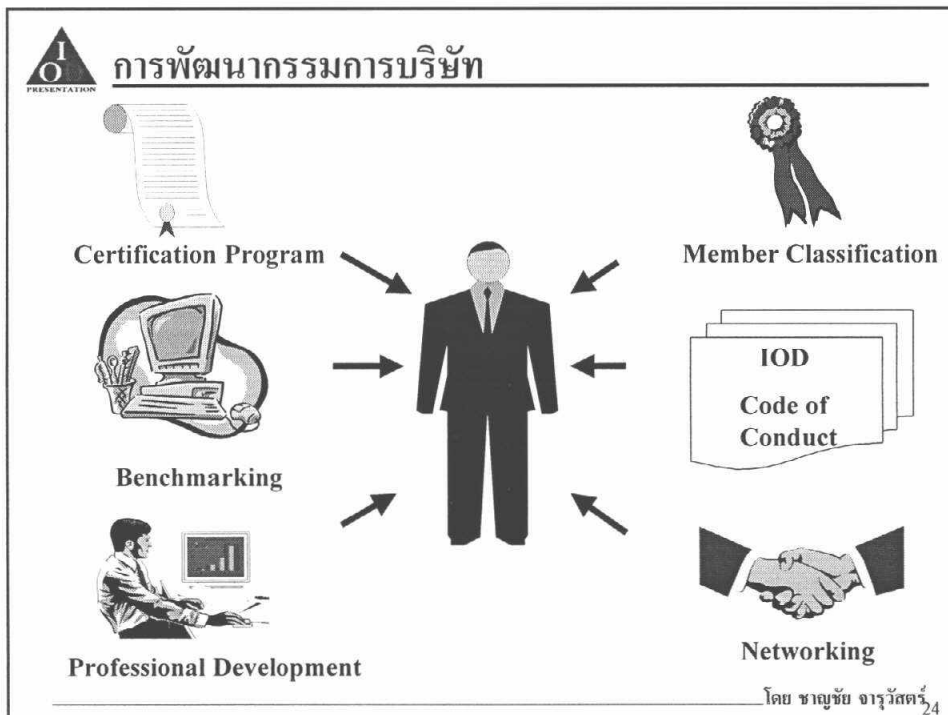 I
O
PRESENTATION
การพัฒนากรรมการบริษัท
Certification Program
Member Classification
Benchmarking
IOD
Code of
Conduct
Professional Development
Networking
โดย ชาญชัย จารุวัสตร์
24